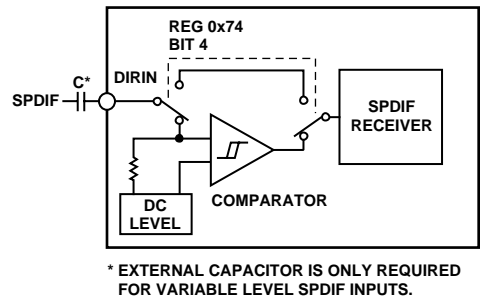 REG 0x74
BIT 4
C*
DIRIN
SPDIF
SPDIF
RECEIVER
COMPARATOR
DC
LEVEL
* EXTERNAL CAPACITOR IS ONLY REQUIRED
FOR VARIABLE LEVEL SPDIF INPUTS.